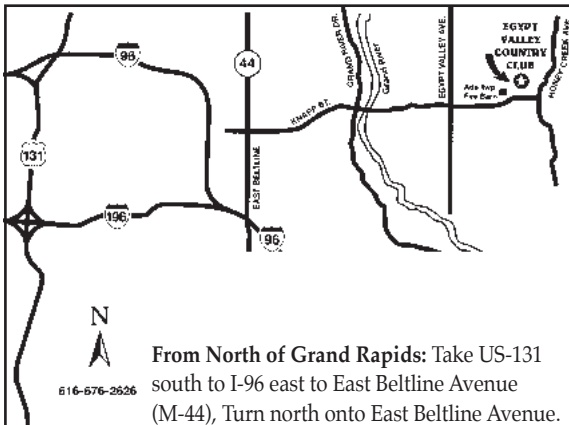 96
44
GRAND RIVER DR.
GRAND RIVER
EGYPT VALLEY AVE.
EGYPT
VALLEY
COUNTRY
CLUB
HONEY CREEK AVE.
Ada Twp
Fire Barn
KNAPP ST.
131
EAST BELTLINE
196
96
N
616-676-2626
From North of Grand Rapids: Take US-131
south to I-96 east to East Beltline Avenue
(M-44), Turn north onto East Beltline Avenue.